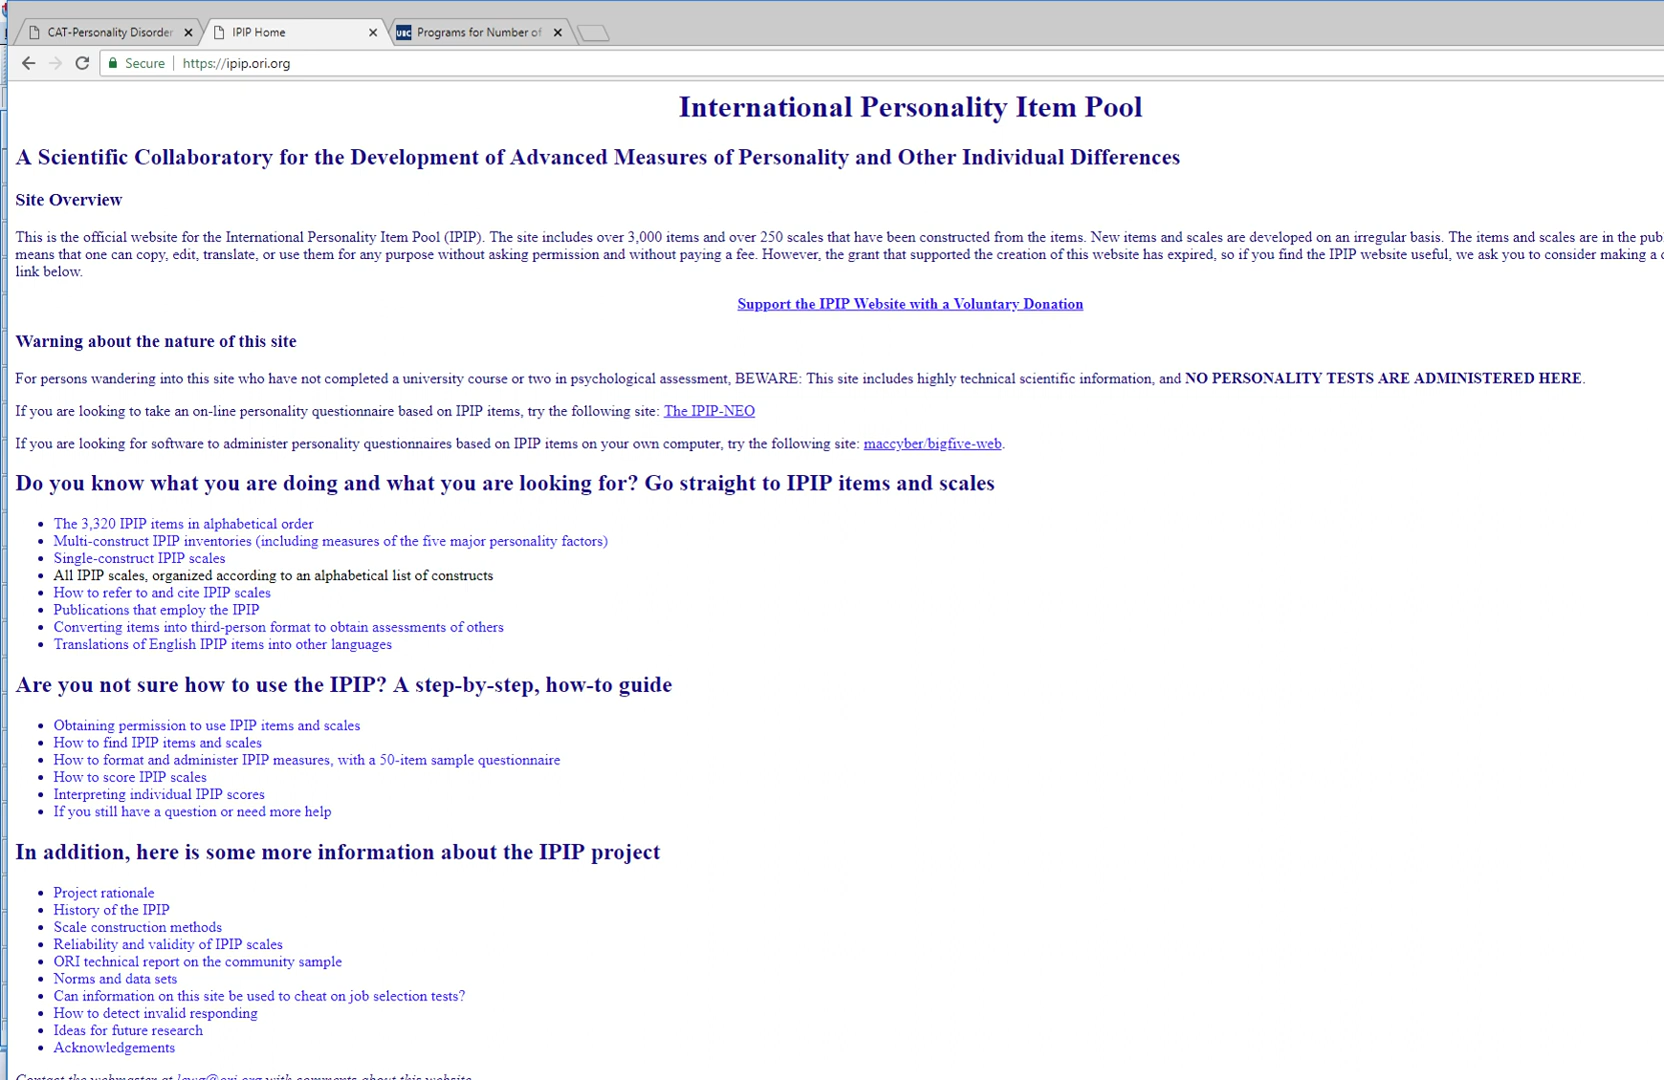 CAT-Personality Disorder
IPIP Home
UBC Programs for Number of
Secure https://ipip.ori.org
International Personality Item Pool
A Scientific Collaboratory for the Development of Advanced Measures of Personality and Other Individual Differences
Site Overview
This is the official website for the International Personality Item Pool (IPIP). The site includes over 3,000 items and over 250 scales that have been constructed from the items. New items and scales are developed on an irregular basis. The items and scales are in the
means that one can copy, edit, translate, or use them for any purpose without asking permission and without paying a fee. However, the grant that supported the creation of this website has expired, so if you find the IPIP website useful, we ask you to consider making a
link below.
Support the IPIP Website with a Voluntary Donation
Warning about the nature of this site
For persons wandering into this site who have not completed a university course or two in psychological assessment, BEWARE: This site includes highly technical scientific information, and NO PERSONALITY TESTS ARE ADMINISTERED HERE.
If you are looking to take an on-line personality questionnaire based on IPIP items, try the following site: The IPIP-NEO
If you are looking for software to administer personality questionnaires based on IPIP items on your own computer, try the following site: maccyber/bigfive-web.
Do you know what you are doing and what you are looking for? Go straight to IPIP items and scales
• The 3,320 IPIP items in alphabetical order
• Multi-construct IPIP inventories (including measures of the five major personality factors)
• Single-construct IPIP scales
• All IPIP scales, organized according to an alphabetical list of constructs
• How to refer to and cite IPIP scales
• Publications that employ the IPIP
• Converting items into third-person format to obtain assessments of others
• Translations of English IPIP items into other languages
Are you not sure how to use the IPIP? A step-by-step, how-to guide
• Obtaining permission to use IPIP items and scales
• How to find IPIP items and scales
• How to format and administer IPIP measures, with a 50-item sample questionnaire
• How to score IPIP scales
• Interpreting individual IPIP scores
• If you still have a question or need more help
In addition, here is some more information about the IPIP project
• Project rationale
• History of the IPIP
• Scale construction methods
• Reliability and validity of IPIP scales
• ORI technical report on the community sample
• Norms and data sets
• Can information on this site be used to cheat on job selection tests?
• How to detect invalid responding
• Ideas for future research
• Acknowledgements
Contact the webmaster at with comments about this website